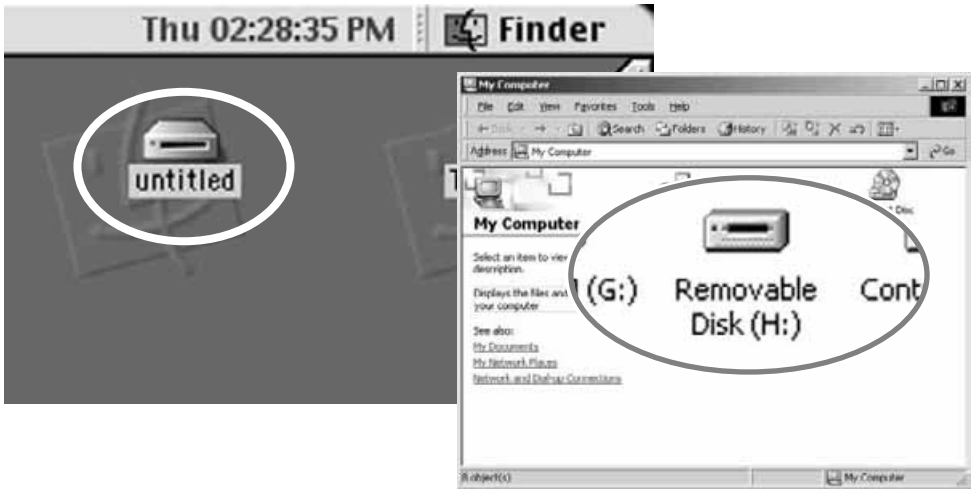 Thu 02:28:35 PM Finder
untitled
My Computer
File Edit View Favorites Tools Help
Back Search Folders History
Address My Computer Go
My Computer
Select an item to view
description.
Displays the files and
your computer
See also:
My Documents
My Network Places
Network and Dial-up Connections
Disc
(G:)
Removable
Disk (H:)
Cont
8 object(s)
My Computer